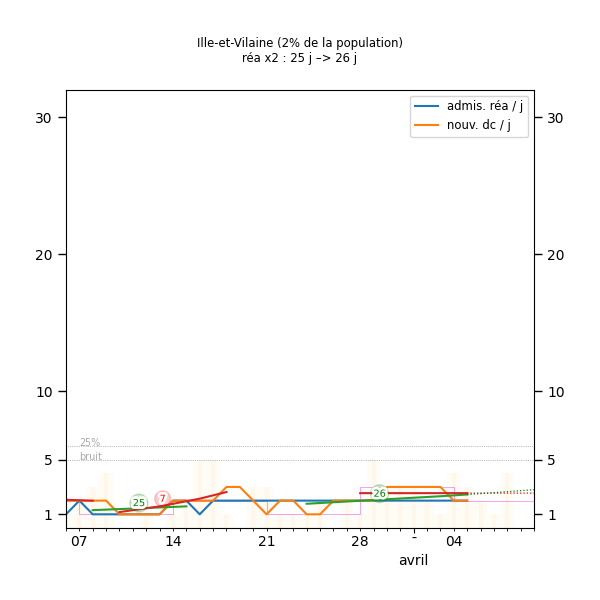 Ille-et-Vilaine (2% de la population)
réa x2 : 25 j –> 26 j
admis. réa / j
nouv. dc / j
30 30
20 20
10 10
25%
bruit
5 5
25 7 26
1 1
07 14 21 28 - 04
avril